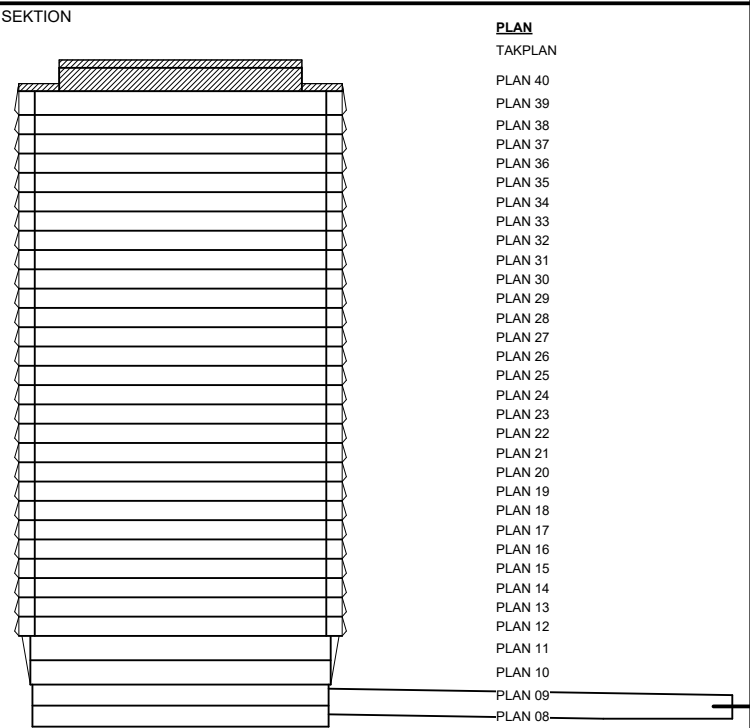 SEKTION
PLAN
TAKPLAN
PLAN 40
PLAN 39
PLAN 38
PLAN 37
PLAN 36
PLAN 35
PLAN 34
PLAN 33
PLAN 32
PLAN 31
PLAN 30
PLAN 29
PLAN 28
PLAN 27
PLAN 26
PLAN 25
PLAN 24
PLAN 23
PLAN 22
PLAN 21
PLAN 20
PLAN 19
PLAN 18
PLAN 17
PLAN 16
PLAN 15
PLAN 14
PLAN 13
PLAN 12
PLAN 11
PLAN 10
PLAN 09
PLAN 08